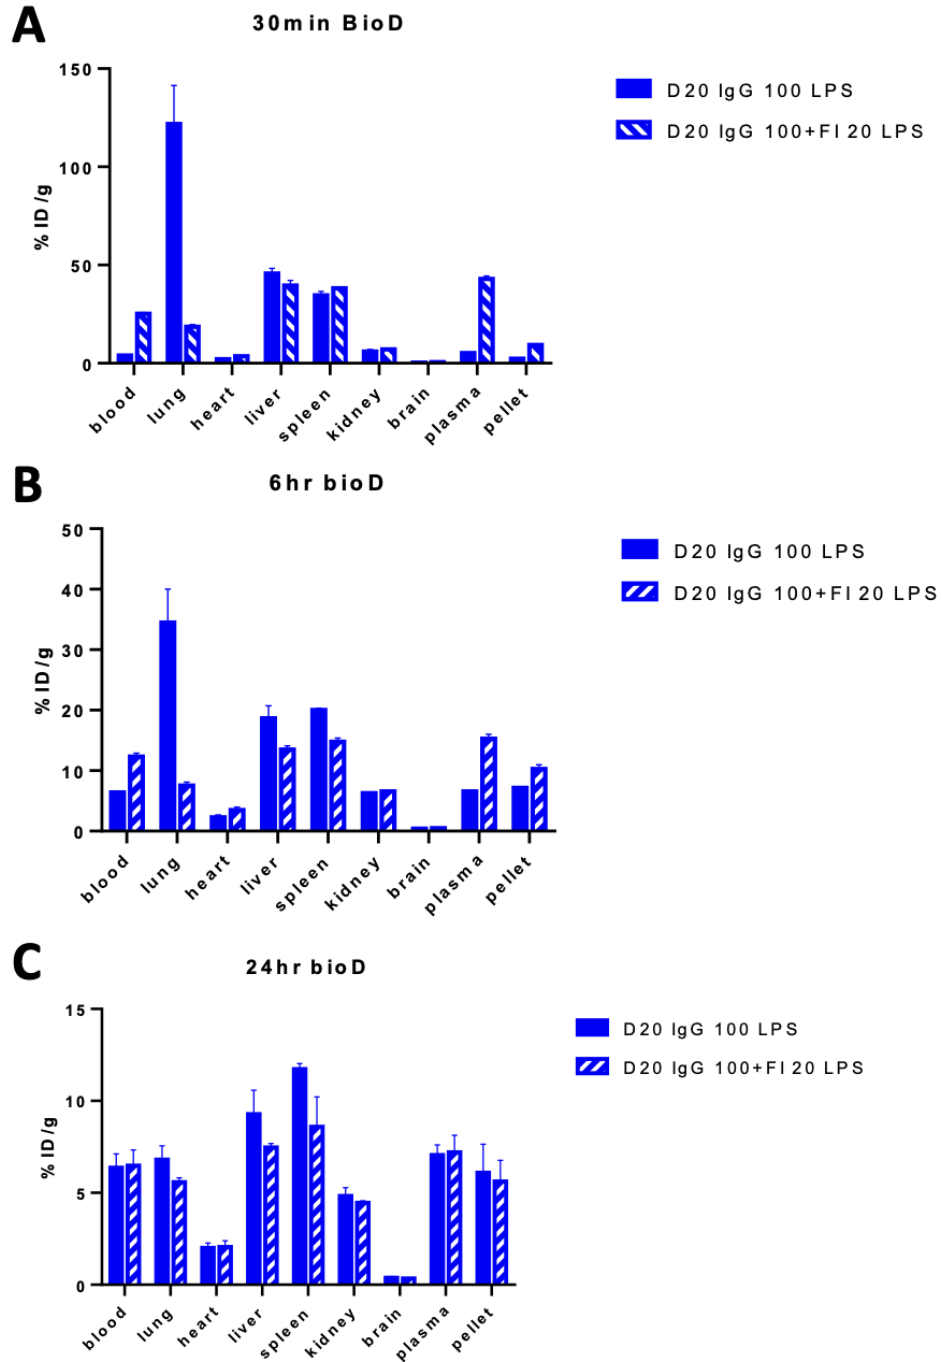 A
30min BioD
150
100
50
0
% ID/g
blood
lung
heart
liver
spleen
kidney
brain
plasma
pellet
D20 IgG 100 LPS
D20 IgG 100+FI 20 LPS
B
6hr bioD
50
40
30
20
10
0
% ID/g
blood
lung
heart
liver
spleen
kidney
brain
plasma
pellet
D20 IgG 100 LPS
D20 IgG 100+FI 20 LPS
C
24hr bioD
15
10
5
0
% ID/g
blood
lung
heart
liver
spleen
kidney
brain
plasma
pellet
D20 IgG 100 LPS
D20 IgG 100+FI 20 LPS